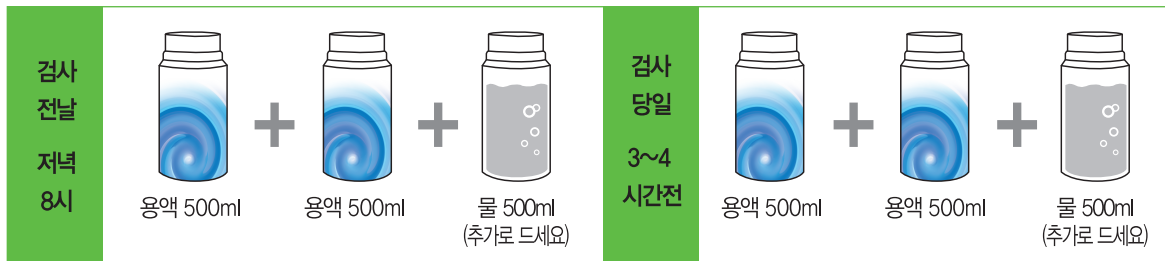 검사
전날
저녁
8시
용액 500ml
용액 500ml
물 500ml
(추가로 드세요)
검사
당일
3~4
시간전
용액 500ml
용액 500ml
물 500ml
(추가로 드세요)